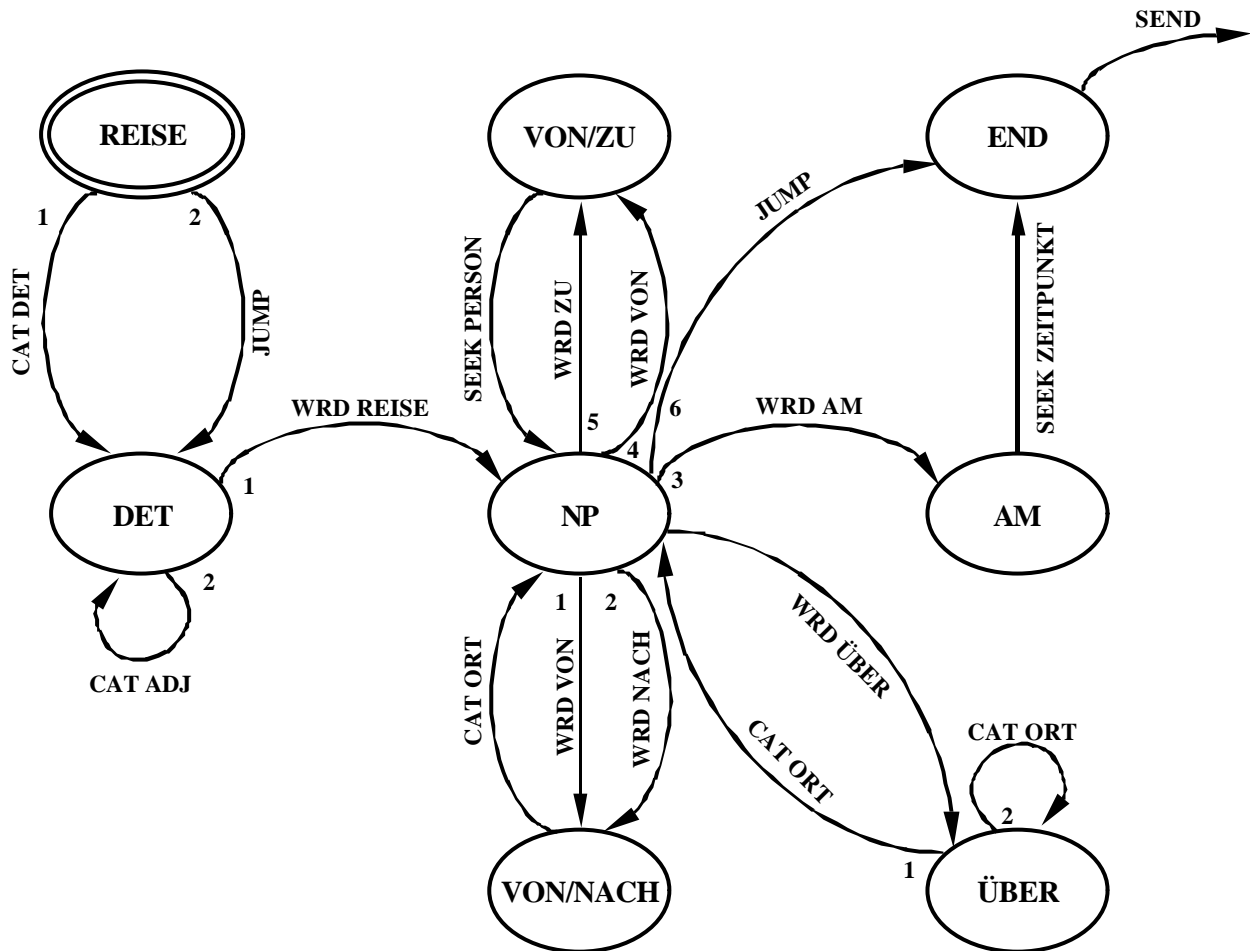 SEND
REISE
VON/ZU
END
1
2
CAT DET
JUMP
SEEK PERSON
WRD ZU
WRD VON
JUMP
SEEK ZEITPUNKT
WRD REISE
5
4
6
WRD AM
3
1
DET
NP
AM
2
CAT ADJ
1
2
CAT ORT
WRD VON
WRD NACH
WRD ÜBER
CAT ORT
CAT ORT
2
1
VON/NACH
ÜBER